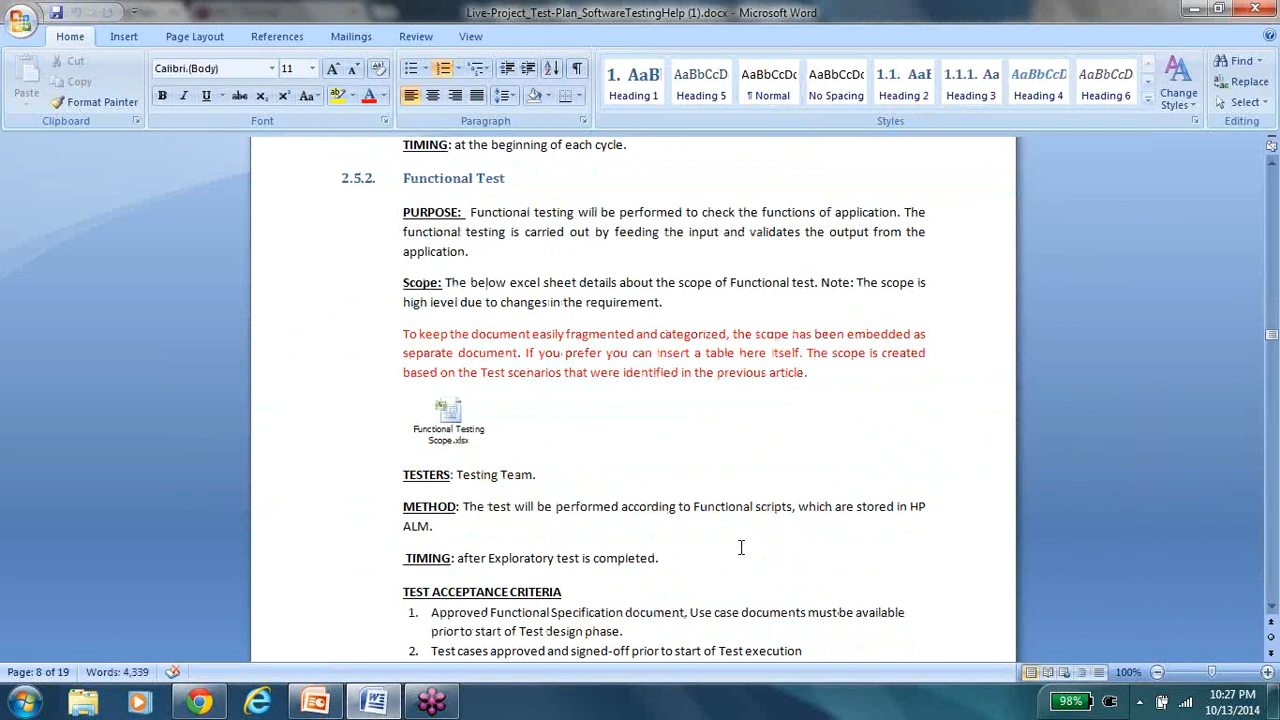 Live-Project_Test-Plan_SoftwareTestingHelp (1).docx - Microsoft Word
Home Insert Page Layout References Mailings Review View
Paste
Cut
Copy
Format Painter
Clipboard
Calibri (Body) 11
Font
Paragraph
1. AaB AaBbCcD AaBbCcDc AaBbCcDc 1.1. AaB 1.1.1. Aa AaBbCcD AaBbCcD
Heading 1 Heading 5 ¶ Normal No Spacing Heading 2 Heading 3 Heading 4 Heading 6
Styles
Change Styles
Find
Replace
Select
Editing
TIMING: at the beginning of each cycle.
2.5.2. Functional Test
PURPOSE: Functional testing will be performed to check the functions of application. The
functional testing is carried out by feeding the input and validates the output from the
application.
Scope: The below excel sheet details about the scope of Functional test. Note: The scope is
high level due to changes in the requirement.
To keep the document easily fragmented and categorized, the scope has been embedded as
separate document. If you prefer you can insert a table here itself. The scope is created
based on the Test scenarios that were identified in the previous article.
Functional Testing
Scope.xlsx
TESTERS: Testing Team.
METHOD: The test will be performed according to Functional scripts, which are stored in HP
ALM.
TIMING: after Exploratory test is completed.
TEST ACCEPTANCE CRITERIA
1. Approved Functional Specification document, Use case documents must be available
prior to start of Test design phase.
2. Test cases approved and signed-off prior to start of Test execution
Page: 8 of 19 Words: 4,339 100%
98%
10:27 PM
10/13/2014